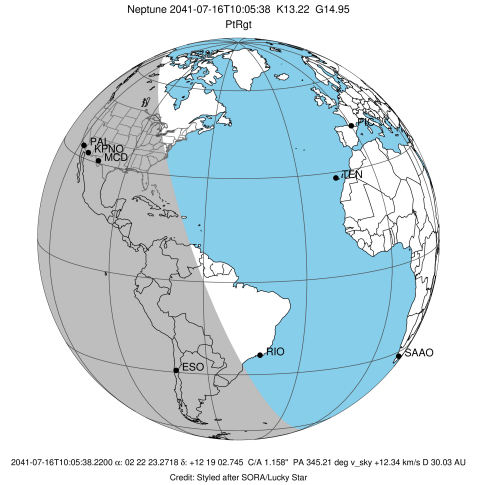 Neptune 2041-07-16T10:05:38 K13.22 G14.95
PtRgt
PIC
PAL
KPNO
MCD
TEN
RIO
SAAO
ESO
2041-07-16T10:05:38.2200 α: 02 22 23.2718 δ: +12 19 02.745 C/A 1.158" PA 345.21 deg v_sky +12.34 km/s D 30.03 AU
Credit: Styled after SORA/Lucky Star